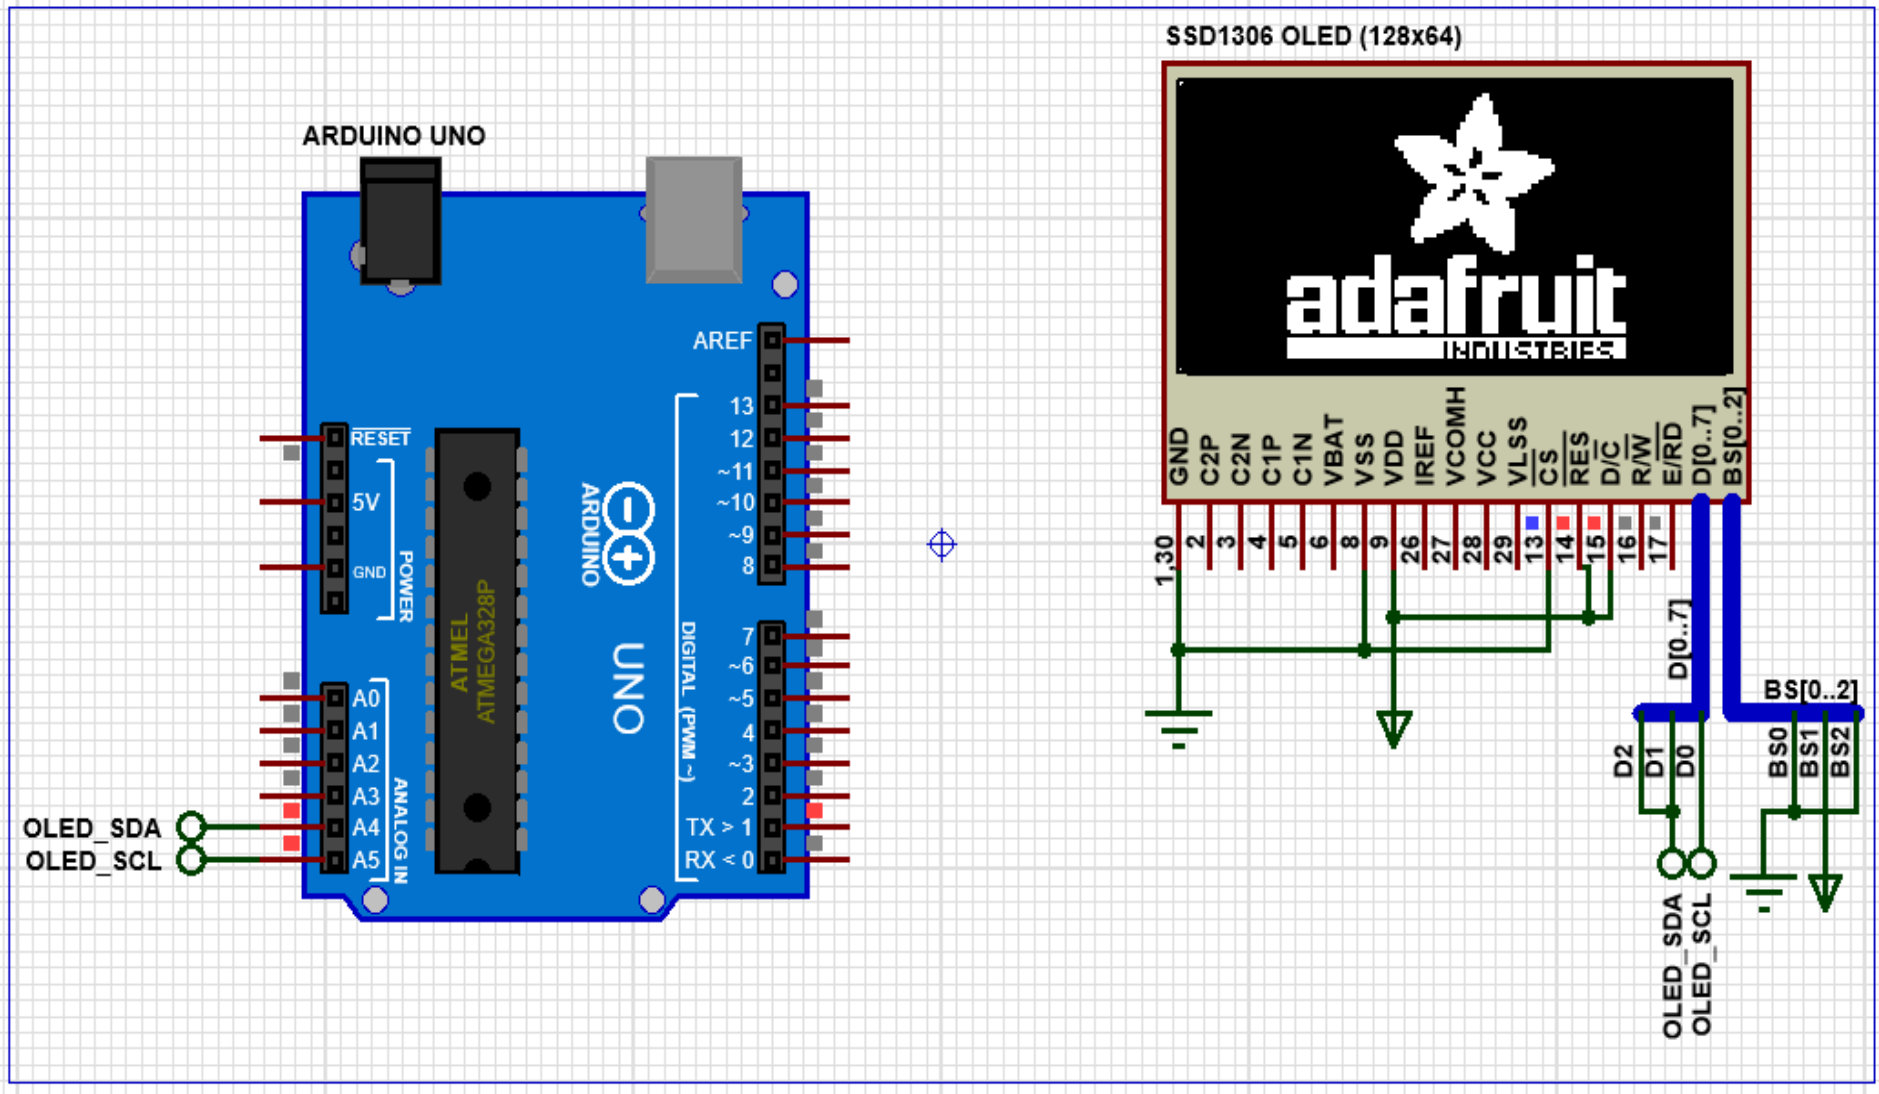 SSD1306 OLED (128x64)
adafruit
INDUSTRIES
GND
C2P
C2N
C1P
C1N
VBAT
VSS
VDD
IREF
VCOMH
VCC
VLSS
CS
RES
D/C
R/W
E/RD
D[0..7]
BS[0..2]
1,30
2
3
4
5
6
8
9
26
27
28
29
13
14
15
16
17
D[0..7]
BS[0..2]
D2
D1
D0
BS0
BS1
BS2
OLED_SDA
OLED_SCL
ARDUINO UNO
RESET
5V
GND
POWER
A0
A1
A2
A3
A4
A5
ANALOG IN
OLED_SDA
OLED_SCL
ATMEL
ATMEGA328P
ARDUINO
UNO
AREF
13
12
~11
~10
~9
8
7
~6
~5
4
~3
2
TX > 1
RX < 0
DIGITAL (PWM ~)